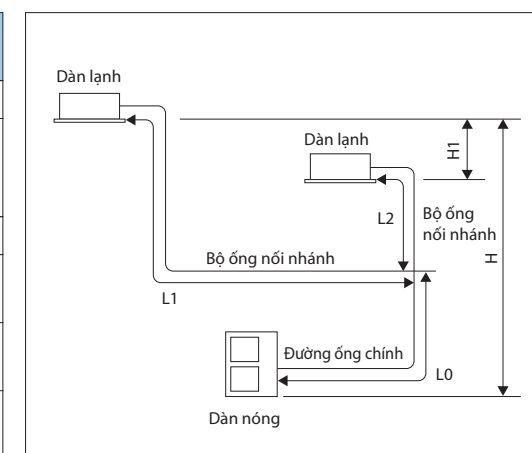 Dàn lạnh
Dàn lạnh
H1
L2
Bộ ống
nối nhánh
H
Bộ ống nối nhánh
L1
Đường ống chính
L0
Dàn nóng